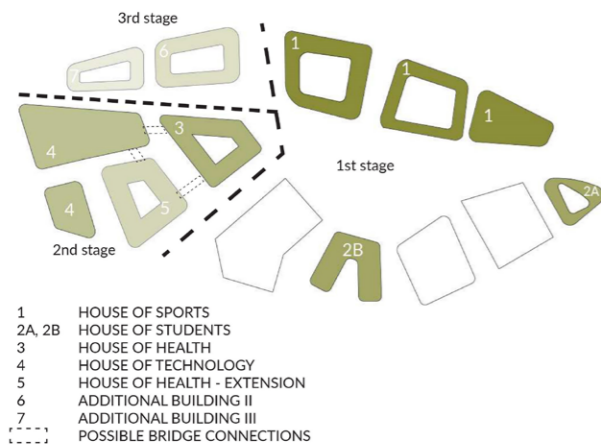 3rd stage
1
6
1
7
1
3
4
1st stage
2A
4
5
2nd stage
2B
1 HOUSE OF SPORTS
2A, 2B HOUSE OF STUDENTS
3 HOUSE OF HEALTH
4 HOUSE OF TECHNOLOGY
5 HOUSE OF HEALTH - EXTENSION
6 ADDITIONAL BUILDING II
7 ADDITIONAL BUILDING III
POSSIBLE BRIDGE CONNECTIONS